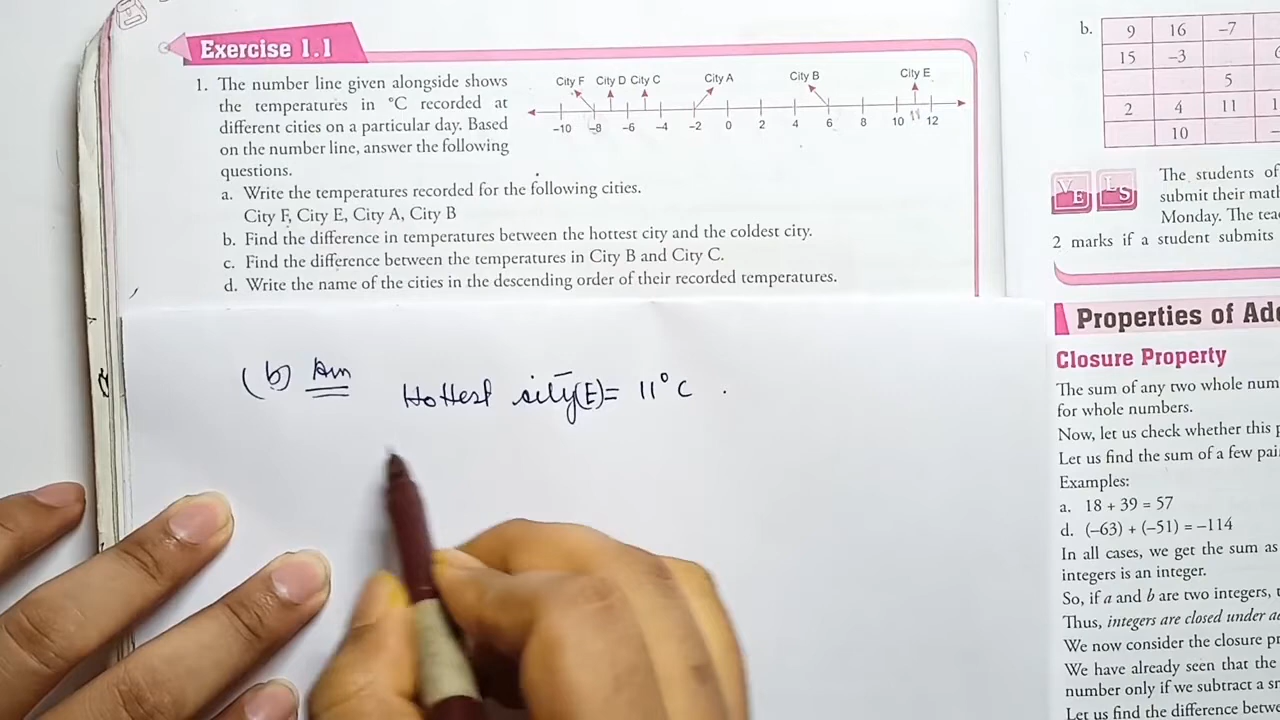 Exercise 1.1
1. The number line given alongside shows
the temperatures in °C recorded at
different cities on a particular day. Based
on the number line, answer the following
questions.
City F City D City C City A City B City E
-10 -8 -6 -4 -2 0 2 4 6 8 10 11 12
a. Write the temperatures recorded for the following cities.
City F, City E, City A, City B
b. Find the difference in temperatures between the hottest city and the coldest city.
c. Find the difference between the temperatures in City B and City C.
d. Write the name of the cities in the descending order of their recorded temperatures.
(b) Ans
Hottest city(E)= 11°C .
b.
9 16 -7
15 -3
5
2 4 11
10
VE LS
The students of
submit their mat
Monday. The tea
2 marks if a student submits
Properties of Ad
Closure Property
The sum of any two whole num
for whole numbers.
Now, let us check whether this p
Let us find the sum of a few pai
Examples:
a. 18 + 39 = 57
d. (–63) + (–51) = –114
In all cases, we get the sum as
integers is an integer.
So, if a and b are two integers,
Thus, integers are closed under a
We now consider the closure pr
We have already seen that the
number only if we subtract a s
Let us find the difference betwe